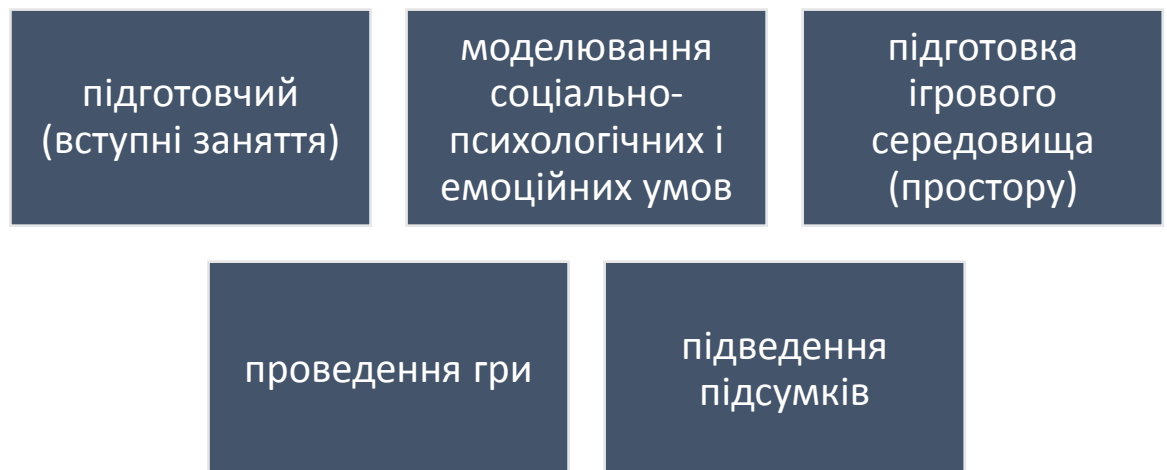 підготовчий
(вступні заняття)
моделювання
соціально-
психологічних і
емоційних умов
підготовка
ігрового
середовища
(простору)
проведення гри
підведення
підсумків